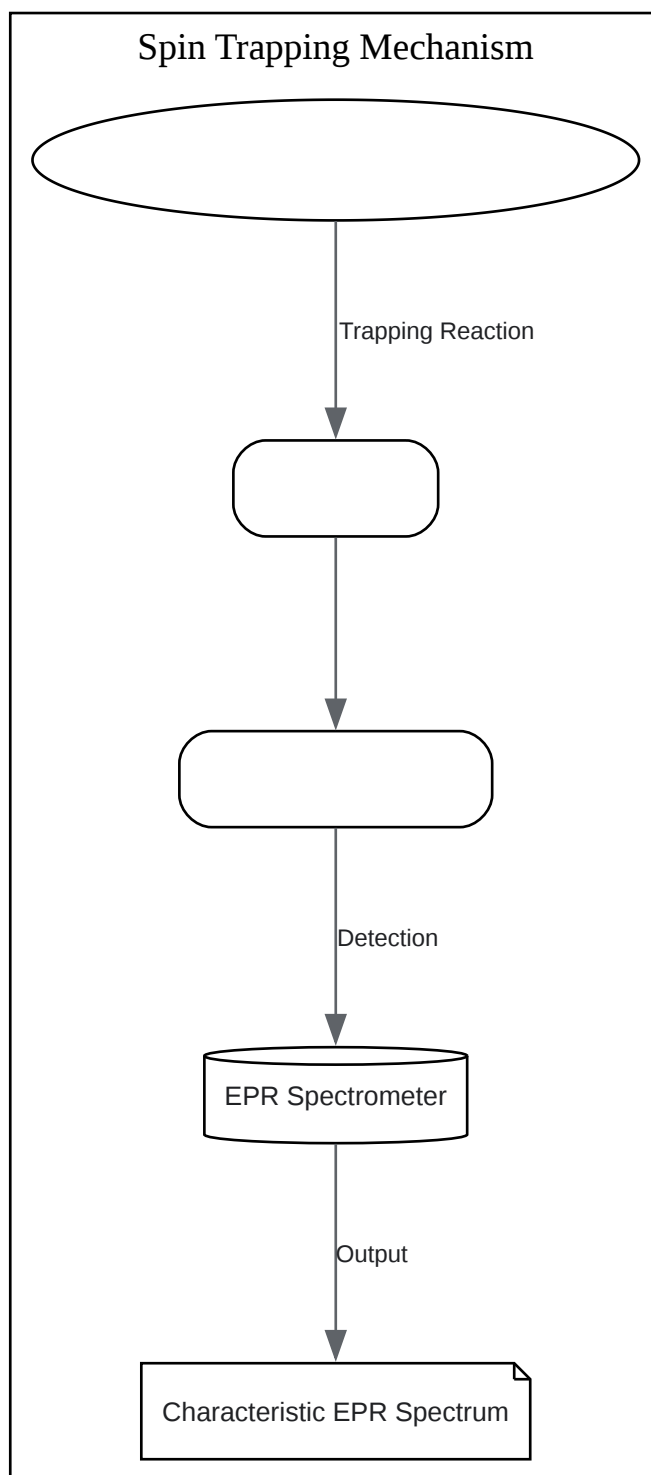 Spin Trapping Mechanism
Trapping Reaction
Detection
EPR Spectrometer
Output
Characteristic EPR Spectrum